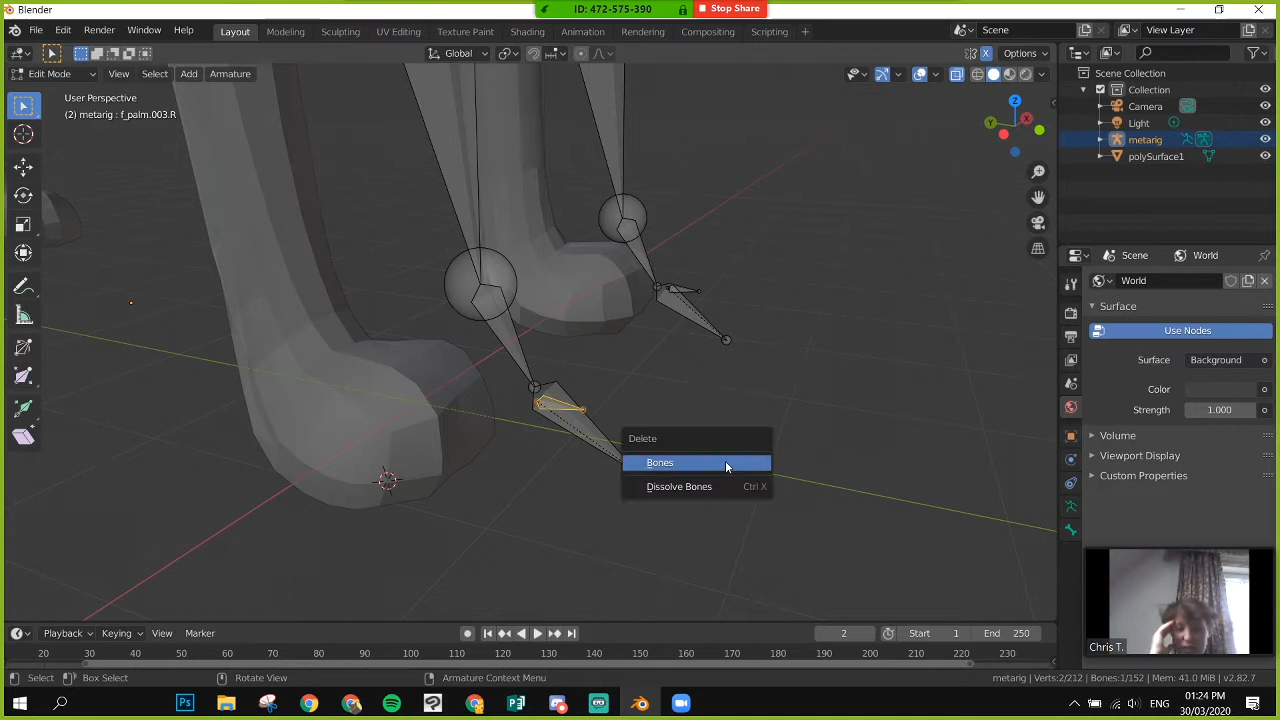 Blender
ID: 472-575-390
Stop Share
File Edit Render Window Help
Layout Modeling Sculpting UV Editing Texture Paint Shading Animation Rendering Compositing Scripting +
Scene
View Layer
Global
X
Options
Edit Mode
View Select Add Armature
User Perspective
(2) metarig : f_palm.003.R
Z
Y
X
Delete
Bones
Dissolve Bones Ctrl X
Scene Collection
Collection
Camera
Light
metarig
polySurface1
Scene
World
World
Surface
Use Nodes
Surface Background
Color
Strength 1.000
Volume
Viewport Display
Custom Properties
Chris T.
Playback Keying View Marker
2
Start 1
End 250
20 30 40 50 60 70 80 90 100 110 120 130 140 150 160 170 180 190 200 210 220 230 240 250
Select
Box Select
Rotate View
Armature Context Menu
metarig | Verts:2/212 | Bones:1/152 | Mem: 41.0 MiB | v2.82.7
Ps
ENG
01:24 PM
30/03/2020